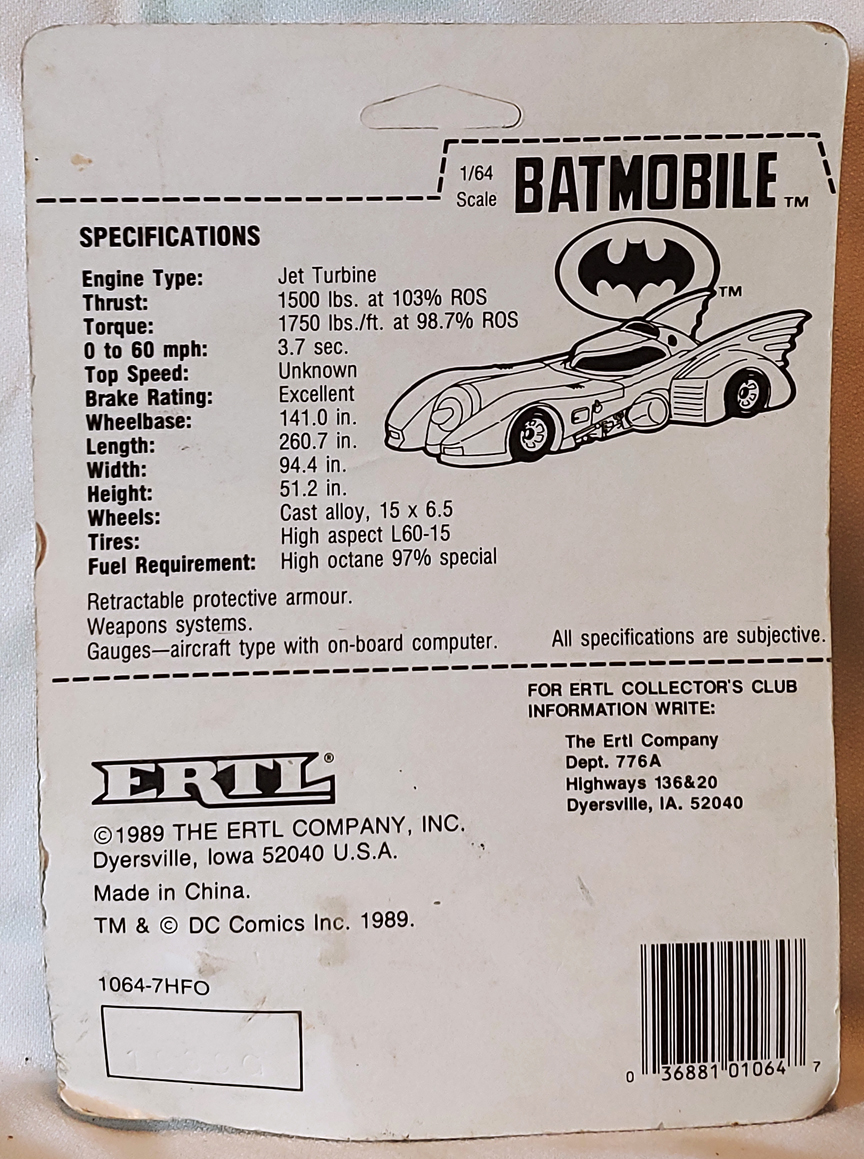 1/64
Scale
BATMOBILE TM
TM
SPECIFICATIONS
Engine Type: Jet Turbine
Thrust: 1500 lbs. at 103% ROS
Torque: 1750 lbs./ft. at 98.7% ROS
0 to 60 mph: 3.7 sec.
Top Speed: Unknown
Brake Rating: Excellent
Wheelbase: 141.0 in.
Length: 260.7 in.
Width: 94.4 in.
Height: 51.2 in.
Wheels: Cast alloy, 15 x 6.5
Tires: High aspect L60-15
Fuel Requirement: High octane 97% special
Retractable protective armour.
Weapons systems.
Gauges—aircraft type with on-board computer.
All specifications are subjective.
FOR ERTL COLLECTOR'S CLUB
INFORMATION WRITE:
The Ertl Company
Dept. 776A
Highways 136&20
Dyersville, IA. 52040
ERTL®
©1989 THE ERTL COMPANY, INC.
Dyersville, Iowa 52040 U.S.A.
Made in China.
TM & © DC Comics Inc. 1989.
1064-7HFO
0 36881 01064 7